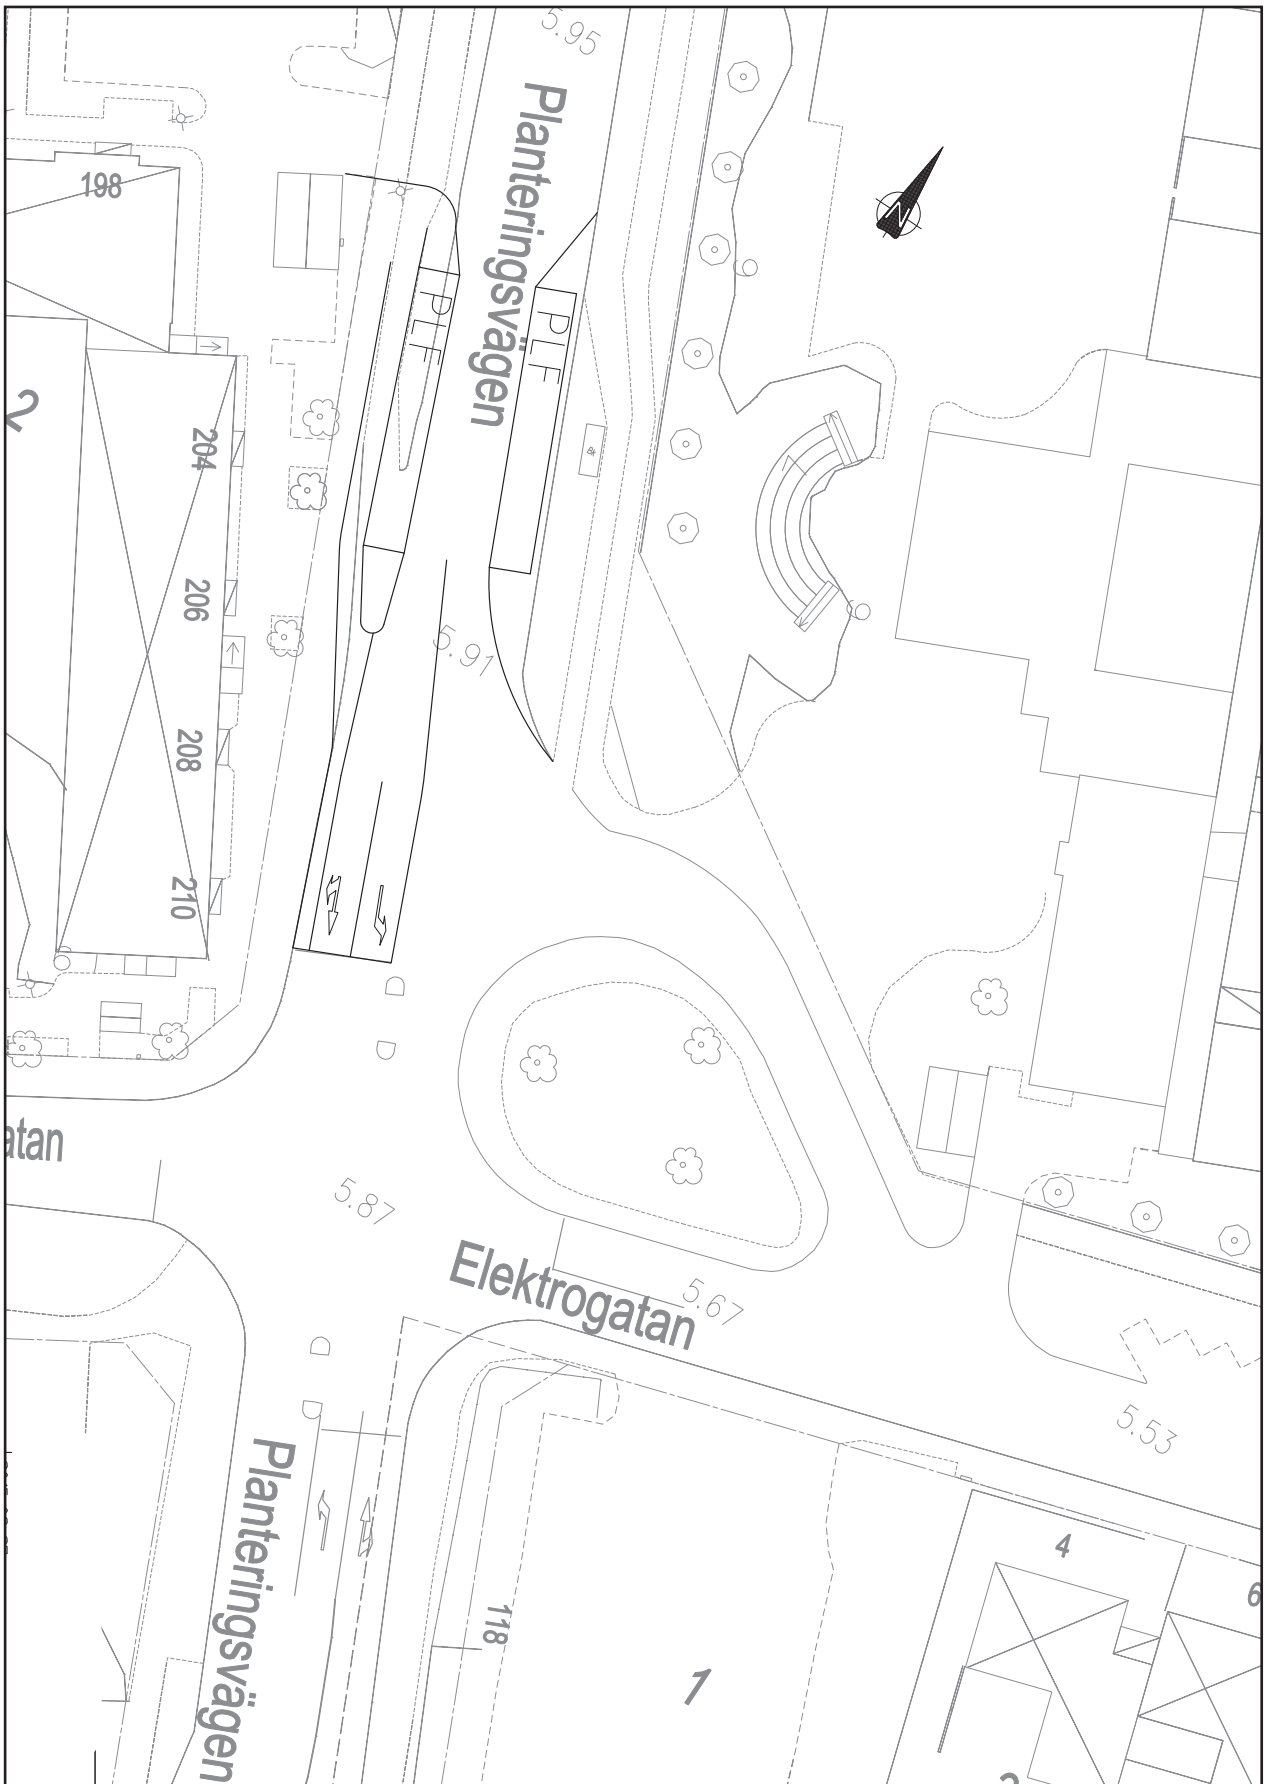 5.95
Planteringsvägen
N
198
PLF
PLF
2
204
206
5.91
208
210
atan
5.87
Elektrogatan
5.67
5.53
Planteringsvägen
118
4
6
1